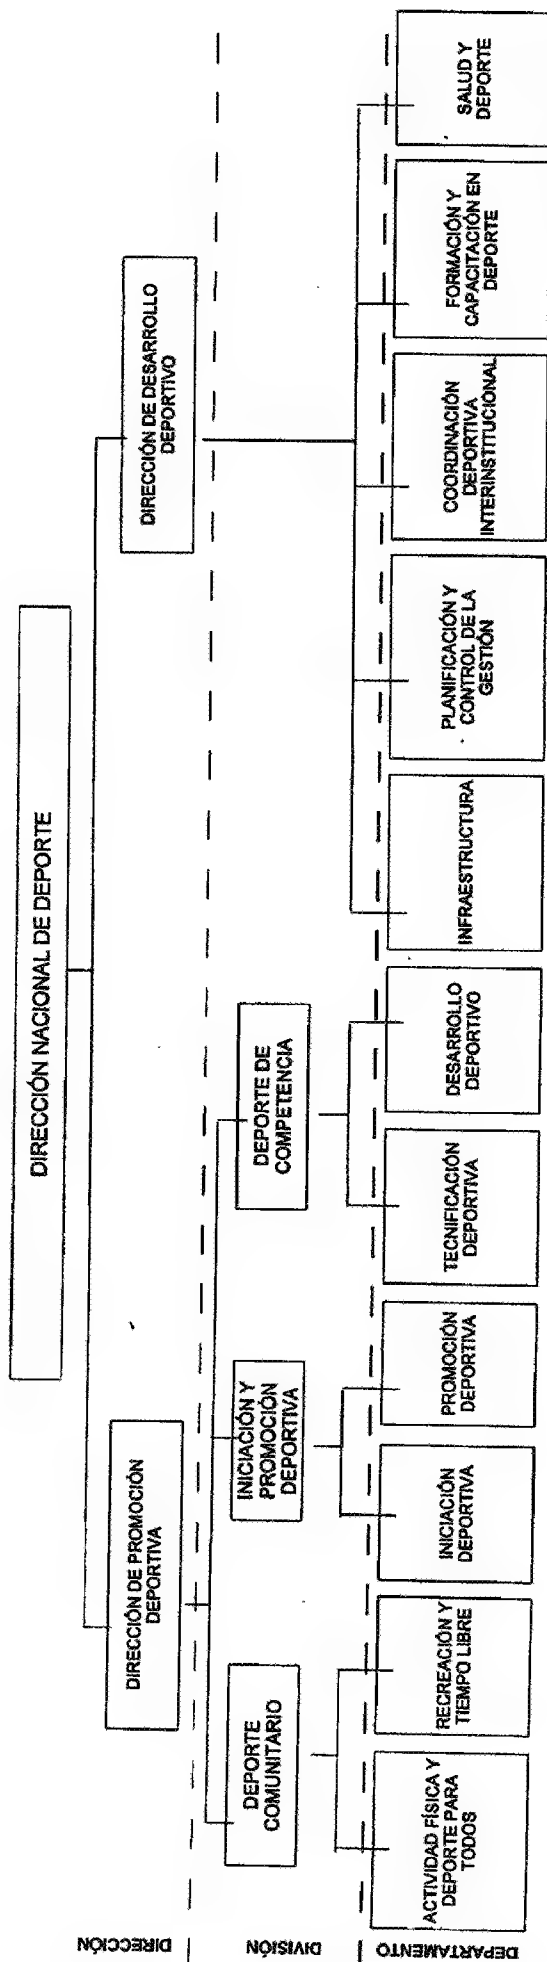 DIRECCIÓN NACIONAL DE DEPORTE
DIRECCIÓN
DIRECCIÓN DE PROMOCIÓN
DEPORTIVA
DIRECCIÓN DE DESARROLLO
DEPORTIVO
DIVISIÓN
DEPORTE
COMUNITARIO
INICIACIÓN Y
PROMOCIÓN
DEPORTIVA
DEPORTE DE
COMPETENCIA
DEPARTAMENTO
ACTIVIDAD FÍSICA Y
DEPORTE PARA
TODOS
RECREACIÓN Y
TIEMPO LIBRE
INICIACIÓN
DEPORTIVA
PROMOCIÓN
DEPORTIVA
TECNIFICACIÓN
DEPORTIVA
DESARROLLO
DEPORTIVO
INFRAESTRUCTURA
PLANIFICACIÓN Y
CONTROL DE LA
GESTIÓN
COORDINACIÓN
DEPORTIVA
INTERINSTITUCIONAL
FORMACIÓN Y
CAPACITACIÓN EN
DEPORTE
SALUD Y
DEPORTE